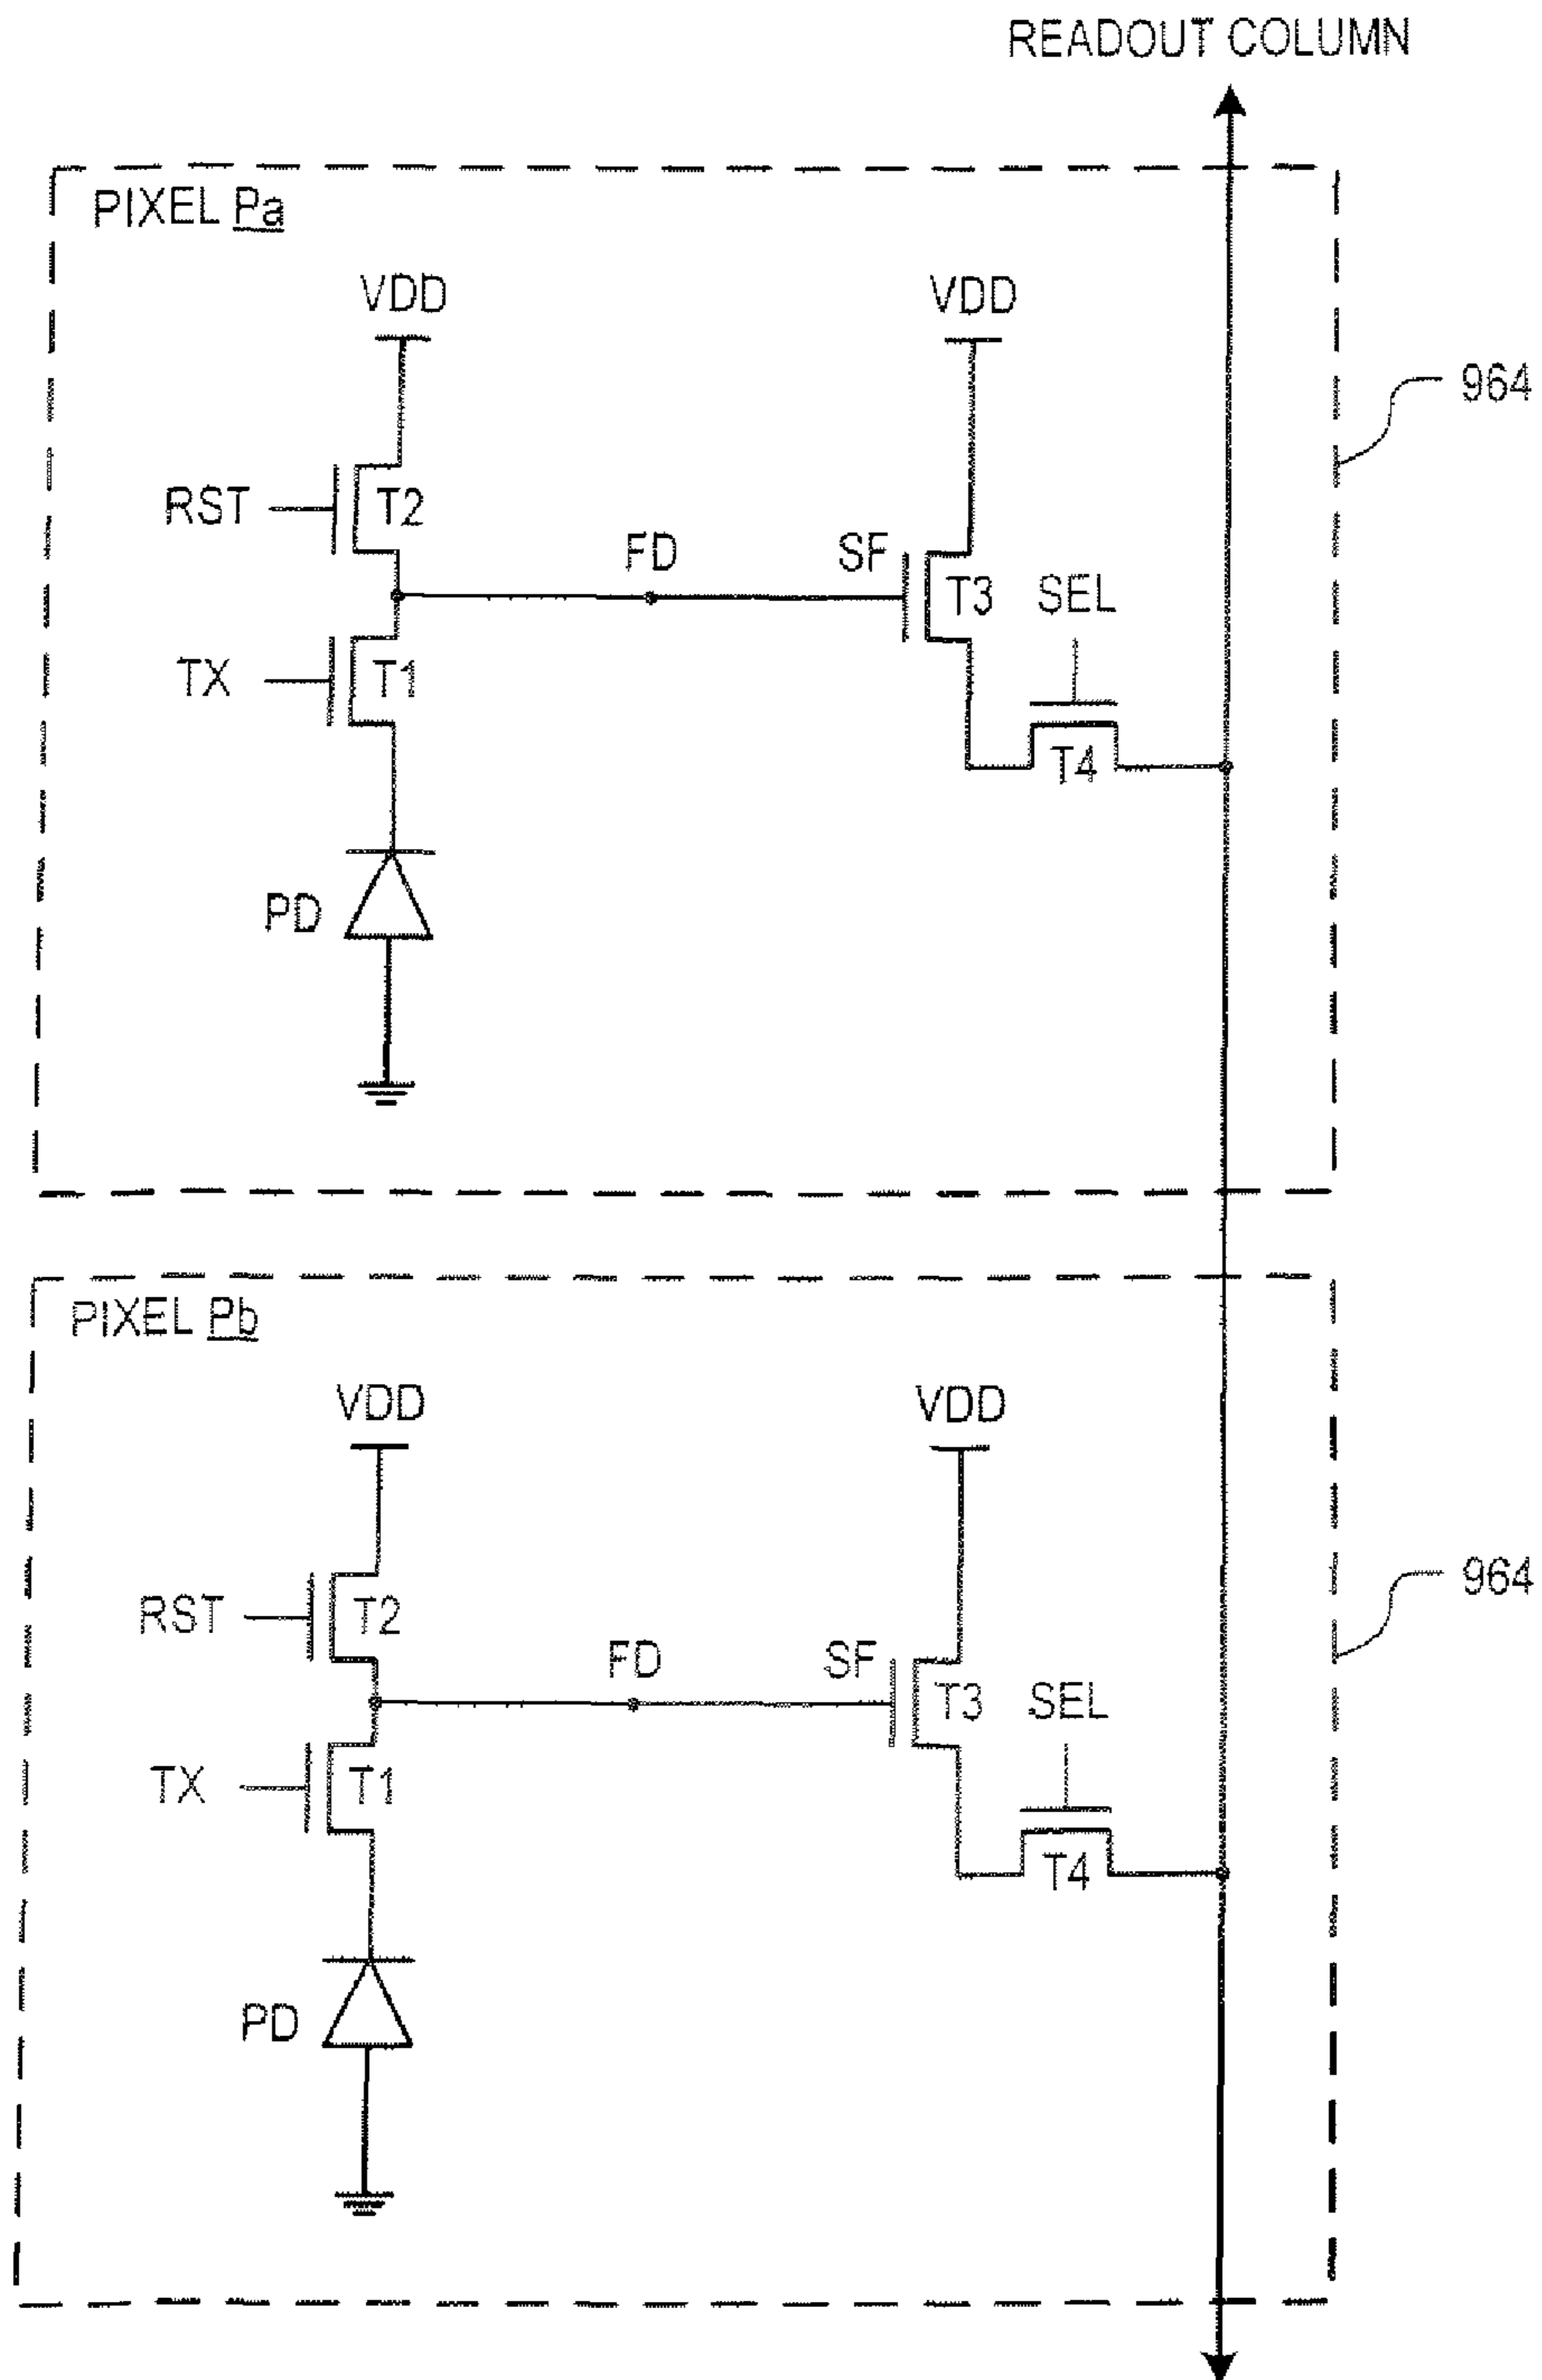 READOUT COLUMN
PIXEL Pa
VDD
VDD
964
RST
T2
FD
SF
T3
SEL
TX
T1
T4
PD
PIXEL Pb
VDD
VDD
964
RST
T2
FD
SF
T3
SEL
TX
T1
T4
PD